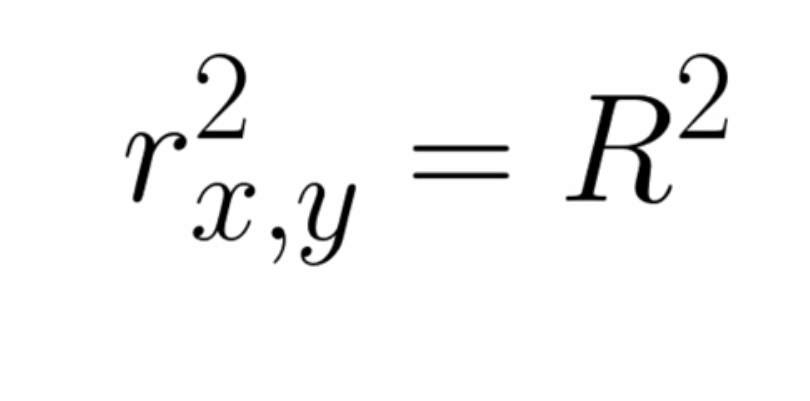 $r_{x,y}^2 = R^2$